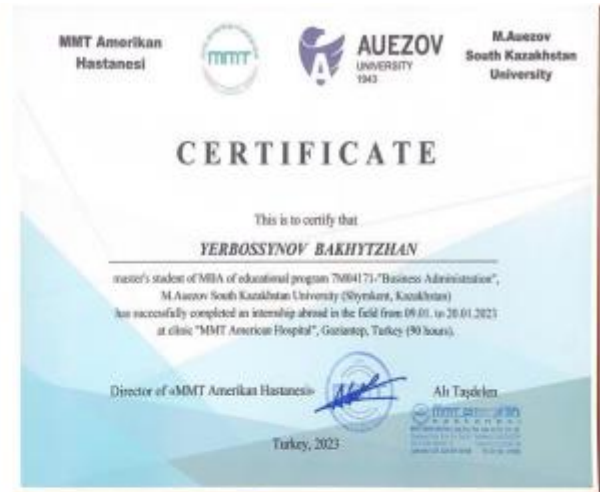 MMT Amerikan
Hastanesi
mmt
AUEZOV
UNIVERSITY
1943
M.Auezov
South Kazakhstan
University
CERTIFICATE
This is to certify that
YERBOSSYNOV BAKHYTZHAN
master's student of MBA of educational program 7M04171-"Business Administration",
M.Auezov South Kazakhstan University (Shymkent, Kazakhstan)
has successfully completed an internship abroad in the field from 09.01. to 20.01.2023
at clinic "MMT American Hospital", Gaziantep, Turkey (90 hours).
Director of «MMT Amerikan Hastanesi»
Alı Taşdelen
Turkey, 2023